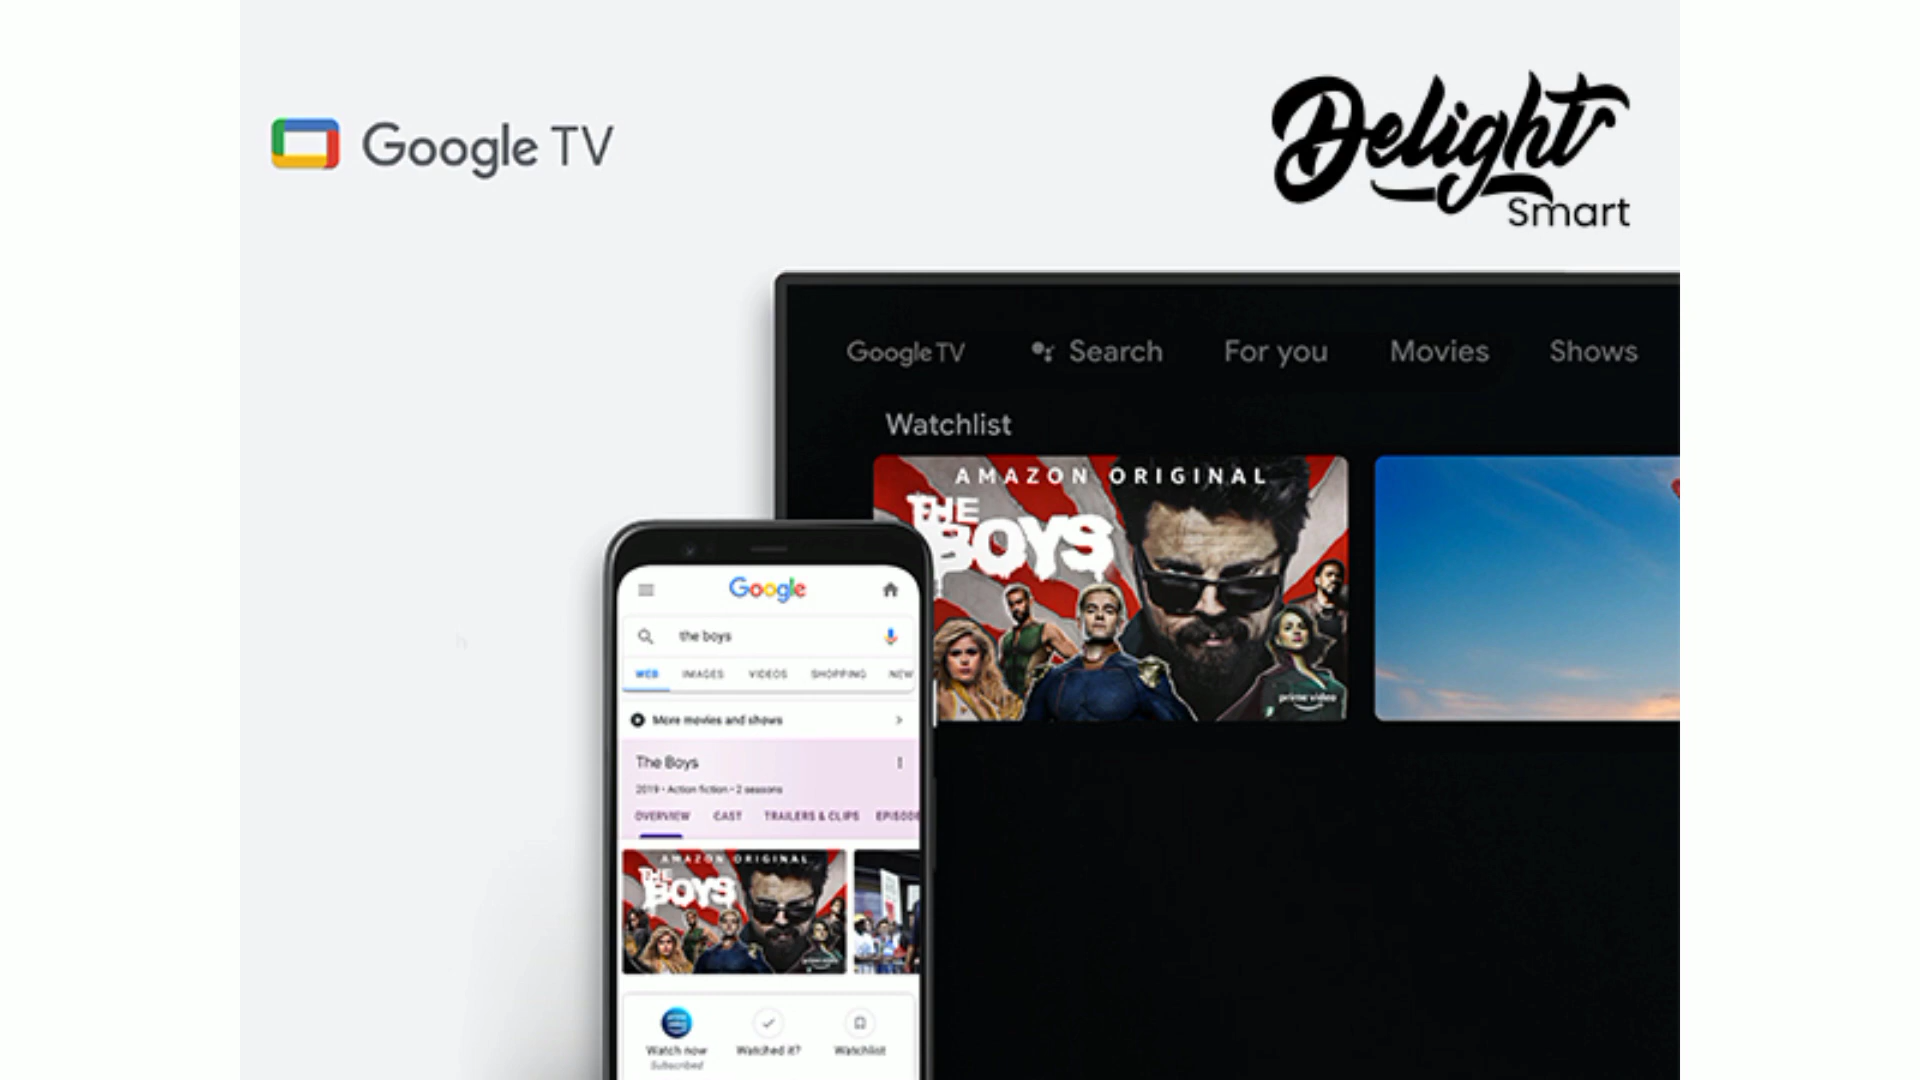 Google TV
Delight
Smart
Google TV Search For you Movies Shows
Watchlist
AMAZON ORIGINAL
THE
BOYS
prime video
Google
the boys
WEB IMAGES VIDEOS SHOPPING NEW
More movies and shows
The Boys
2019 • Action fiction • 2 seasons
OVERVIEW CAST TRAILERS & CLIPS EPISODE
AMAZON ORIGINAL
THE
BOYS
Watch now Watched it? Watchlist
Subscribed